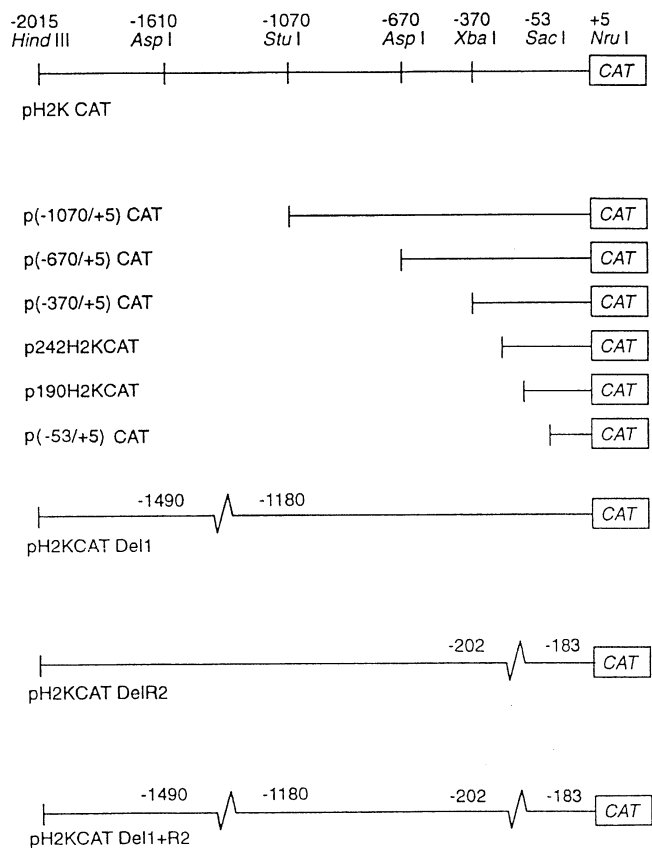 -2015 -1610 -1070 -670 -370 -53 +5
Hind III Asp I Stu I Asp I Xba I Sac I Nru I
CAT
pH2K CAT
p(-1070/+5) CAT CAT
p(-670/+5) CAT CAT
p(-370/+5) CAT CAT
p242H2KCAT CAT
p190H2KCAT CAT
p(-53/+5) CAT CAT
-1490 -1180
CAT
pH2KCAT Del1
-202 -183
CAT
pH2KCAT DelR2
-1490 -1180 -202 -183
CAT
pH2KCAT Del1+R2